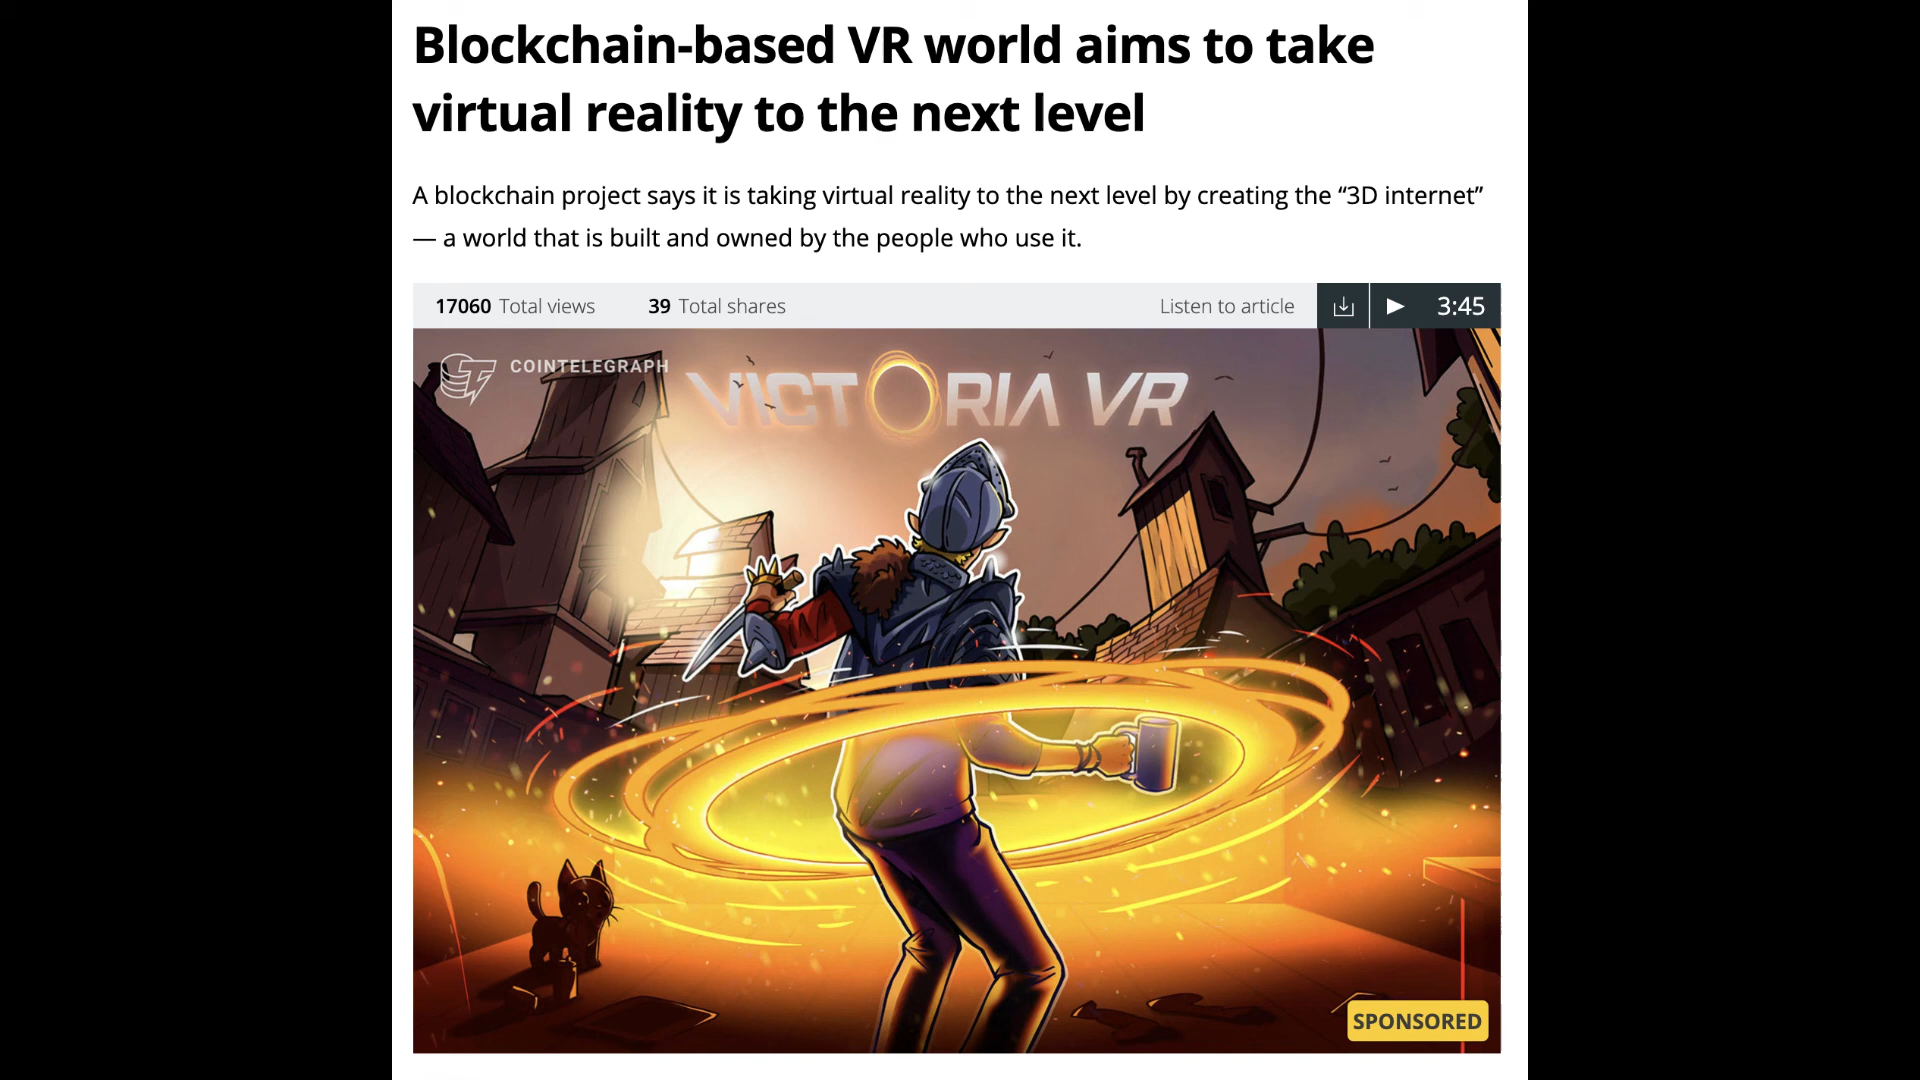 Blockchain-based VR world aims to take
virtual reality to the next level
A blockchain project says it is taking virtual reality to the next level by creating the “3D internet”
— a world that is built and owned by the people who use it.
17060 Total views 39 Total shares Listen to article 3:45
COINTELEGRAPH
VICTORIA VR
SPONSORED